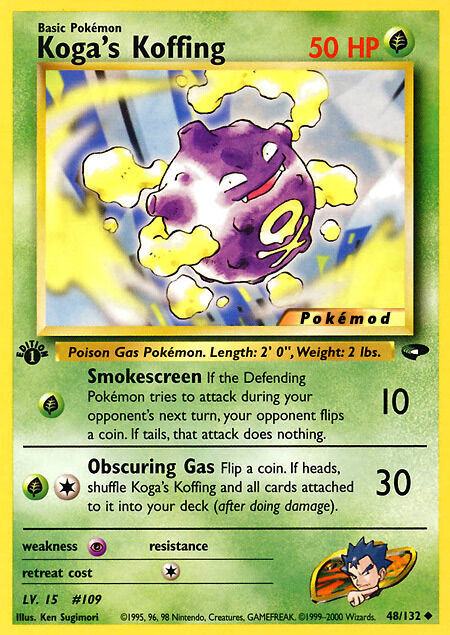 Basic Pokémon
Koga's Koffing
50 HP
Pokémod
EDITION
1
Poison Gas Pokémon. Length: 2' 0", Weight: 2 lbs.
Smokescreen If the Defending
Pokémon tries to attack during your
opponent's next turn, your opponent flips
a coin. If tails, that attack does nothing.
10
Obscuring Gas Flip a coin. If heads,
shuffle Koga's Koffing and all cards attached
to it into your deck (after doing damage).
30
weakness
resistance
retreat cost
LV. 15 #109
Illus. Ken Sugimori
©1995, 96, 98 Nintendo, Creatures, GAMEFREAK. ©1999-2000 Wizards.
48/132